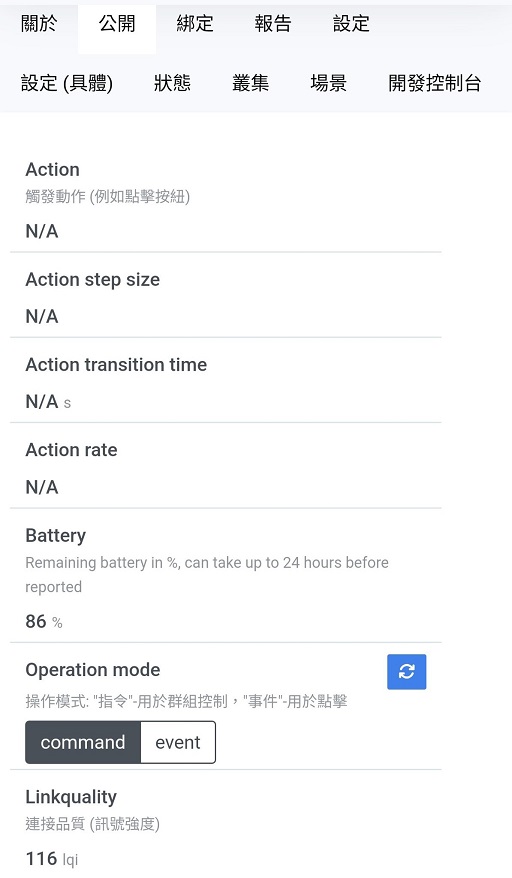 關於 公開 綁定 報告 設定
設定 (具體) 狀態 叢集 場景 開發控制台
Action
觸發動作 (例如點擊按紐)
N/A
Action step size
N/A
Action transition time
N/A s
Action rate
N/A
Battery
Remaining battery in %, can take up to 24 hours before
reported
86 %
Operation mode
操作模式: "指令"-用於群組控制，"事件"-用於點擊
command event
Linkquality
連接品質 (訊號強度)
116 lqi